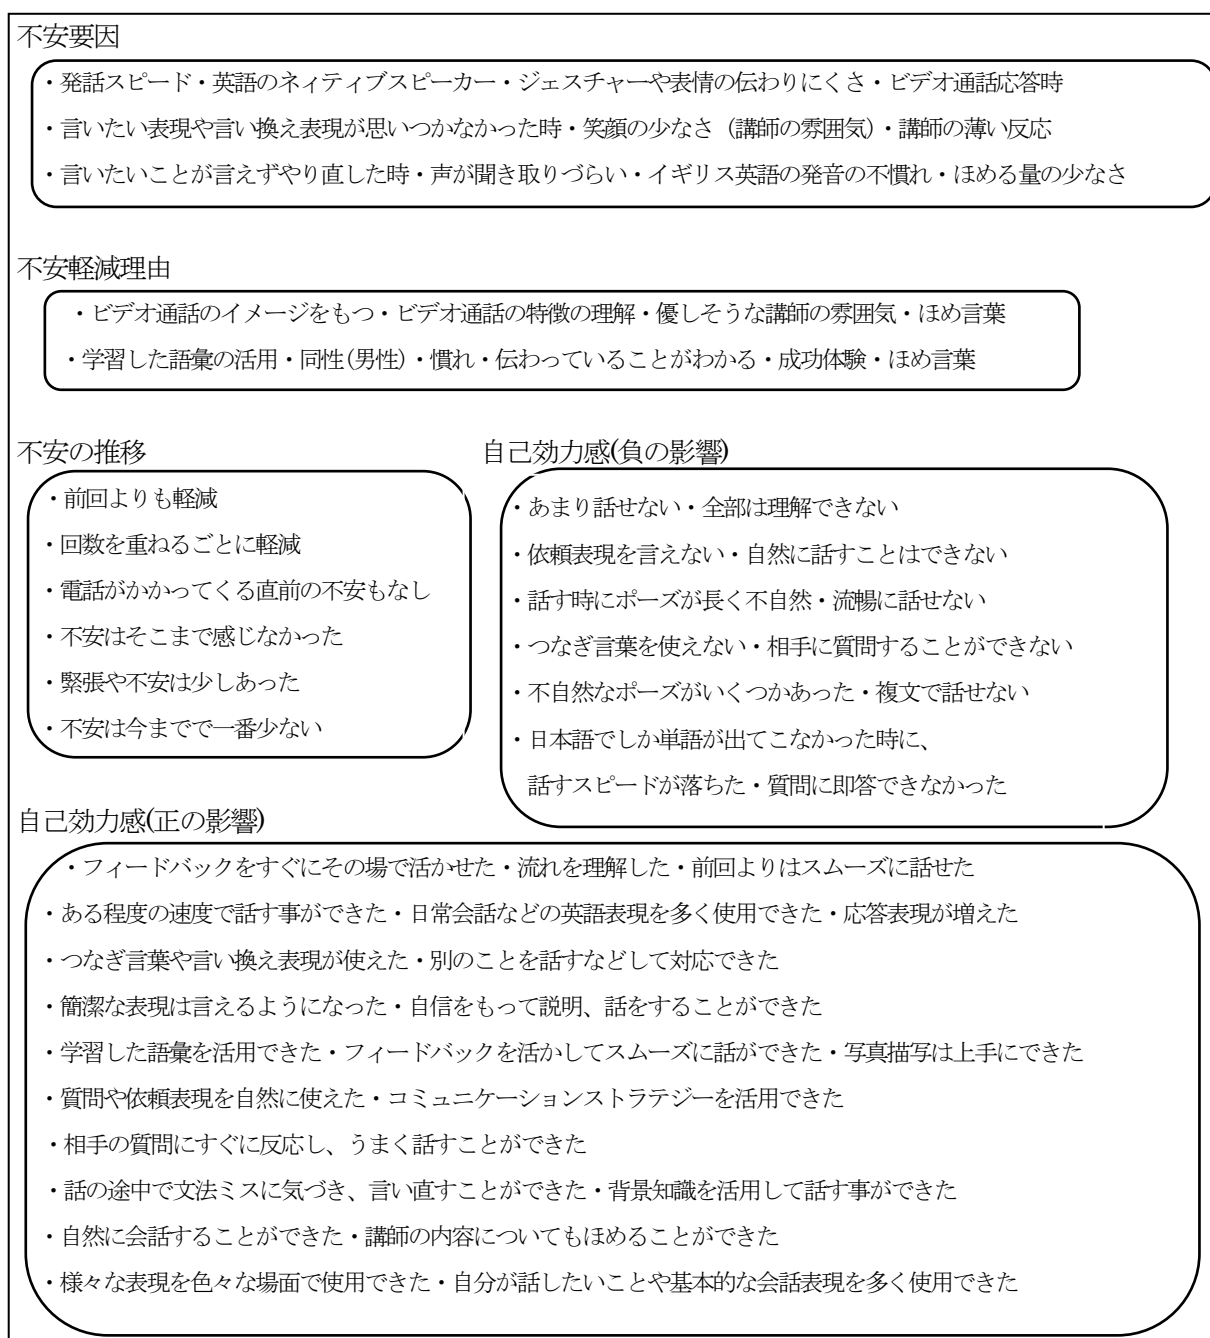 不安要因
・発話スピード・英語のネィティブスピーカー・ジェスチャーや表情の伝わりにくさ・ビデオ通話応答時
・言いたい表現や言い換え表現が思いつかなかった時・笑顔の少なさ（講師の雰囲気）・講師の薄い反応
・言いたいことが言えずやり直した時・声が聞き取りづらい・イギリス英語の発音の不慣れ・ほめる量の少なさ
不安軽減理由
・ビデオ通話のイメージをもつ・ビデオ通話の特徴の理解・優しそうな講師の雰囲気・ほめ言葉
・学習した語彙の活用・同性(男性)・慣れ・伝わっていることがわかる・成功体験・ほめ言葉
不安の推移
・前回よりも軽減
・回数を重ねるごとに軽減
・電話がかかってくる直前の不安もなし
・不安はそこまで感じなかった
・緊張や不安は少しあった
・不安は今までで一番少ない
自己効力感(負の影響)
・あまり話せない・全部は理解できない
・依頼表現を言えない・自然に話すことはできない
・話す時にポーズが長く不自然・流暢に話せない
・つなぎ言葉を使えない・相手に質問することができない
・不自然なポーズがいくつかあった・複文で話せない
・日本語でしか単語が出てこなかった時に、
話すスピードが落ちた・質問に即答できなかった
自己効力感(正の影響)
・フィードバックをすぐにその場で活かせた・流れを理解した・前回よりはスムーズに話せた
・ある程度の速度で話す事ができた・日常会話などの英語表現を多く使用できた・応答表現が増えた
・つなぎ言葉や言い換え表現が使えた・別のことを話すなどして対応できた
・簡潔な表現は言えるようになった・自信をもって説明、話をすることができた
・学習した語彙を活用できた・フィードバックを活かしてスムーズに話ができた・写真描写は上手にできた
・質問や依頼表現を自然に使えた・コミュニケーションストラテジーを活用できた
・相手の質問にすぐに反応し、うまく話すことができた
・話の途中で文法ミスに気づき、言い直すことができた・背景知識を活用して話す事ができた
・自然に会話することができた・講師の内容についてもほめることができた
・様々な表現を色々な場面で使用できた・自分が話したいことや基本的な会話表現を多く使用できた